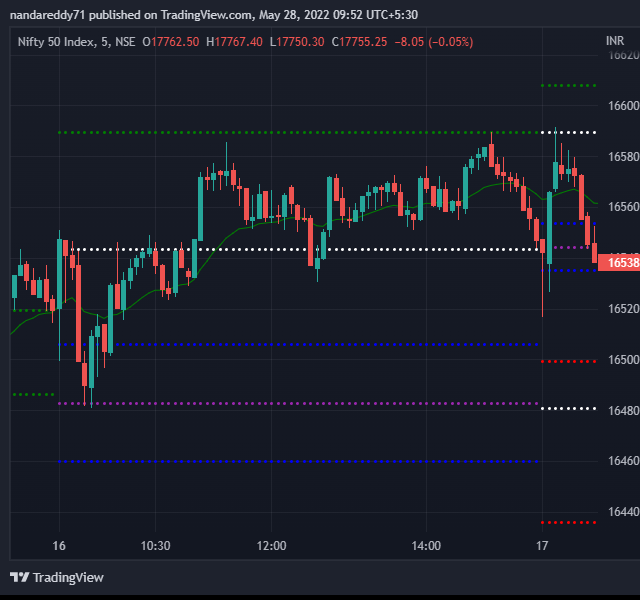 nandareddy71 published on TradingView.com, May 28, 2022 09:52 UTC+5:30
Nifty 50 Index, 5, NSE O17762.50 H17767.40 L17750.30 C17755.25 −8.05 (−0.05%)
INR
16620
16600
16580
16560
16538
16520
16500
16480
16460
16440
16 10:30 12:00 14:00 17
TradingView